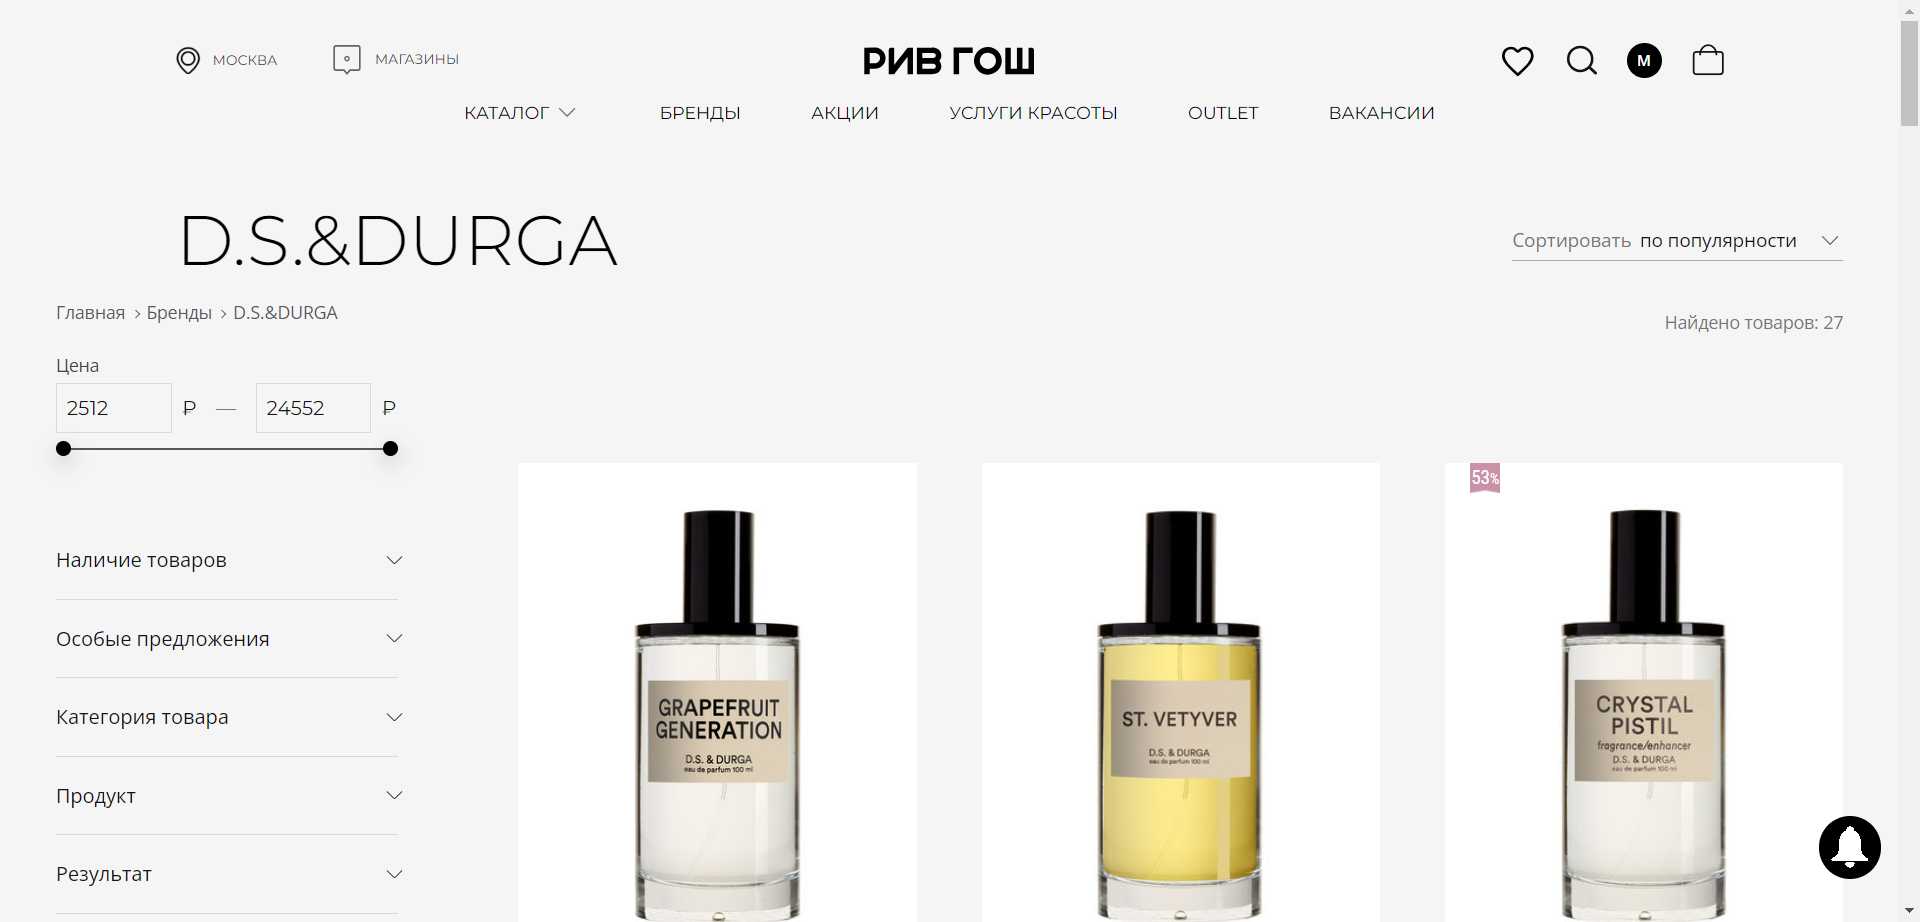 МОСКВА
МАГАЗИНЫ
РИВ ГОШ
М
КАТАЛОГ
БРЕНДЫ
АКЦИИ
УСЛУГИ КРАСОТЫ
OUTLET
ВАКАНСИИ
D.S.&DURGA
Сортировать по популярности
Главная > Бренды > D.S.&DURGA
Найдено товаров: 27
Цена
2512 ₽ — 24552 ₽
Наличие товаров
Особые предложения
Категория товара
Продукт
Результат
GRAPEFRUIT
GENERATION
D.S. & DURGA
eau de parfum 100 ml
ST. VETYVER
D.S. & DURGA
eau de parfum 100 ml
53%
CRYSTAL
PISTIL
fragrance/enhancer
D.S. & DURGA
eau de parfum 100 ml